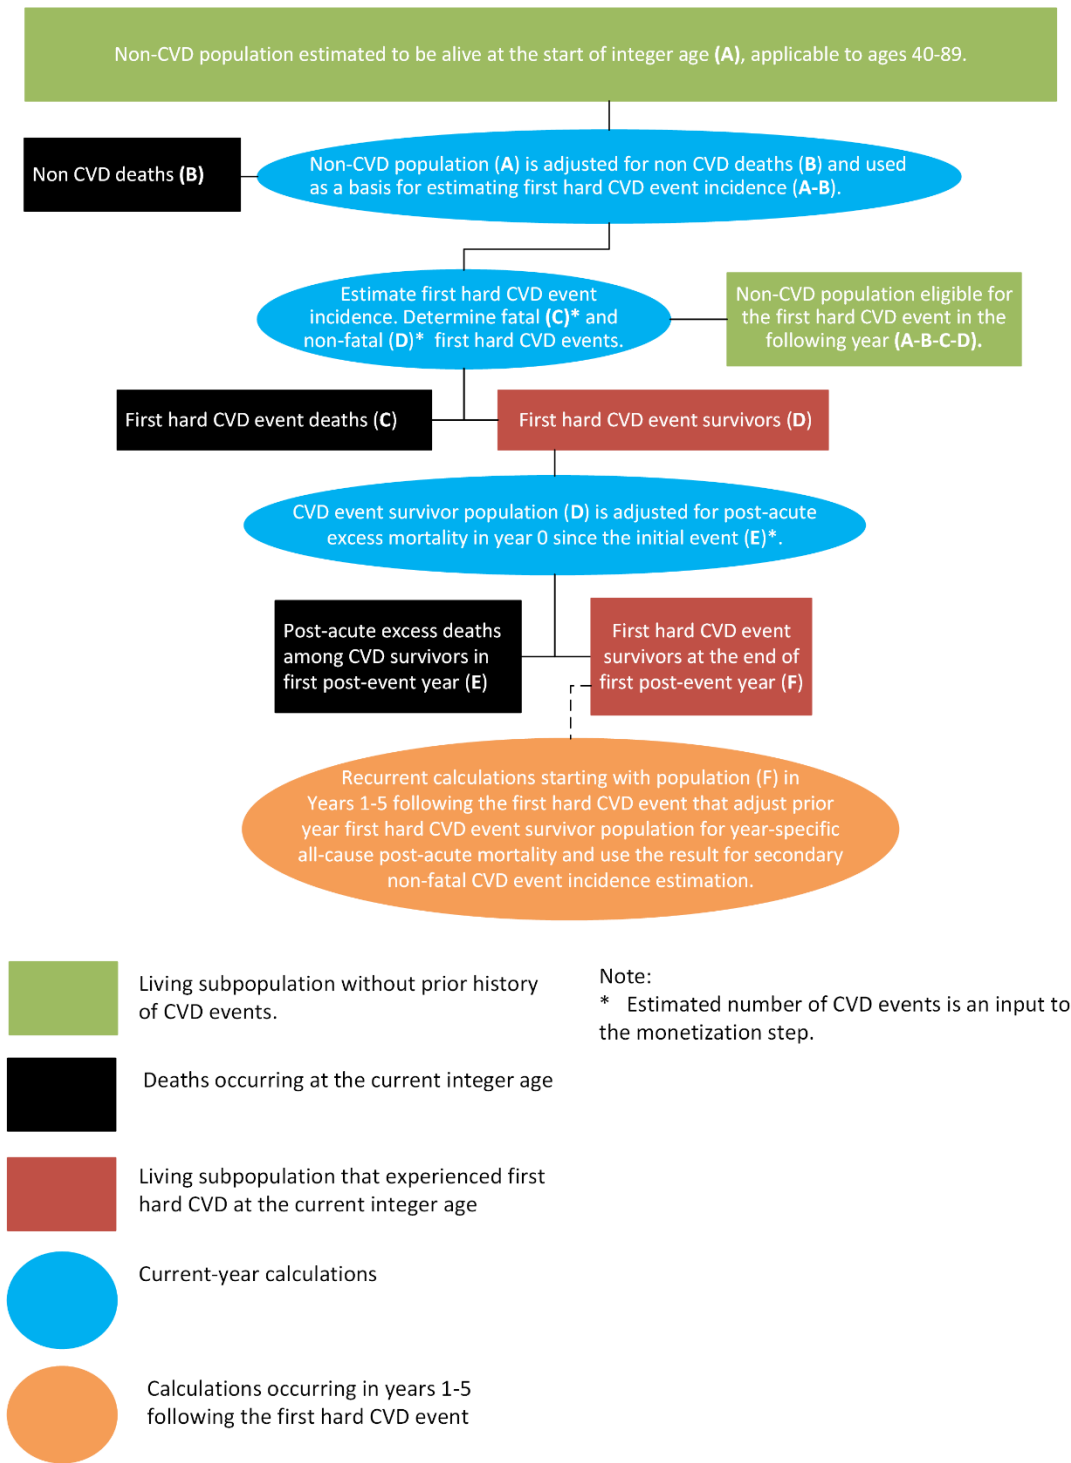 Non-CVD population estimated to be alive at the start of integer age (A), applicable to ages 40-89.
Non CVD deaths (B)
Non-CVD population (A) is adjusted for non CVD deaths (B) and used
as a basis for estimating first hard CVD event incidence (A-B).
Estimate first hard CVD event
incidence. Determine fatal (C)* and
non-fatal (D)* first hard CVD events.
Non-CVD population eligible for
the first hard CVD event in the
following year (A-B-C-D).
First hard CVD event deaths (C)
First hard CVD event survivors (D)
CVD event survivor population (D) is adjusted for post-acute
excess mortality in year 0 since the initial event (E)*.
Post-acute excess deaths
among CVD survivors in
first post-event year (E)
First hard CVD event
survivors at the end of
first post-event year (F)
Recurrent calculations starting with population (F) in
Years 1-5 following the first hard CVD event that adjust prior
year first hard CVD event survivor population for year-specific
all-cause post-acute mortality and use the result for secondary
non-fatal CVD event incidence estimation.
Living subpopulation without prior history
of CVD events.
Note:
* Estimated number of CVD events is an input to
the monetization step.
Deaths occurring at the current integer age
Living subpopulation that experienced first
hard CVD at the current integer age
Current-year calculations
Calculations occurring in years 1-5
following the first hard CVD event